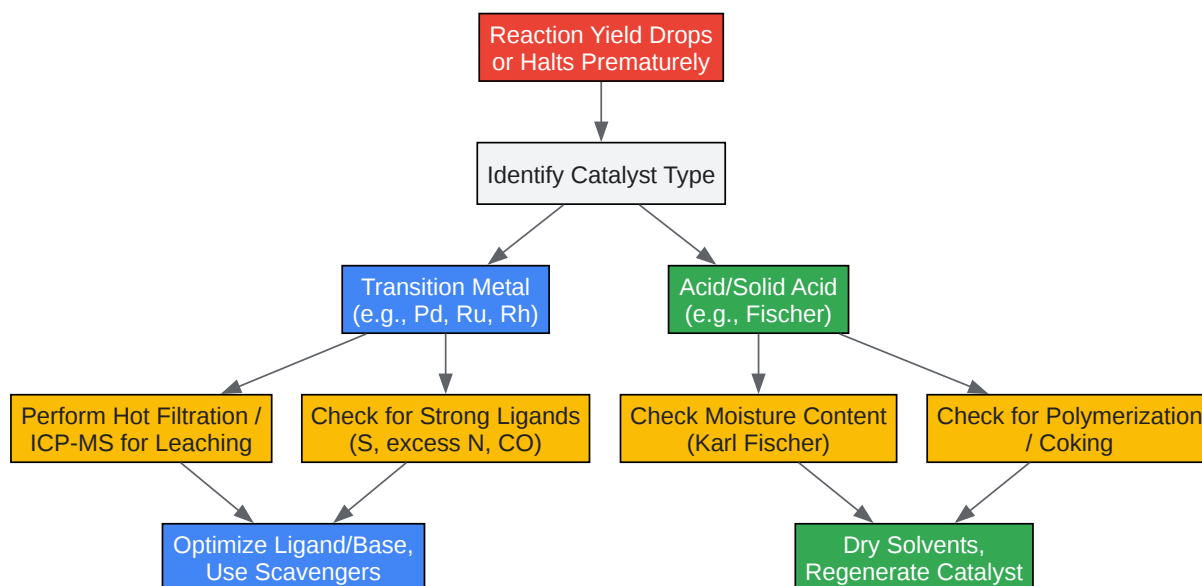 Reaction Yield Drops
or Halts Prematurely
Identify Catalyst Type
Transition Metal
(e.g., Pd, Ru, Rh)
Acid/Solid Acid
(e.g., Fischer)
Perform Hot Filtration /
ICP-MS for Leaching
Check for Strong Ligands
(S, excess N, CO)
Check Moisture Content
(Karl Fischer)
Check for Polymerization
/ Coking
Optimize Ligand/Base,
Use Scavengers
Dry Solvents,
Regenerate Catalyst